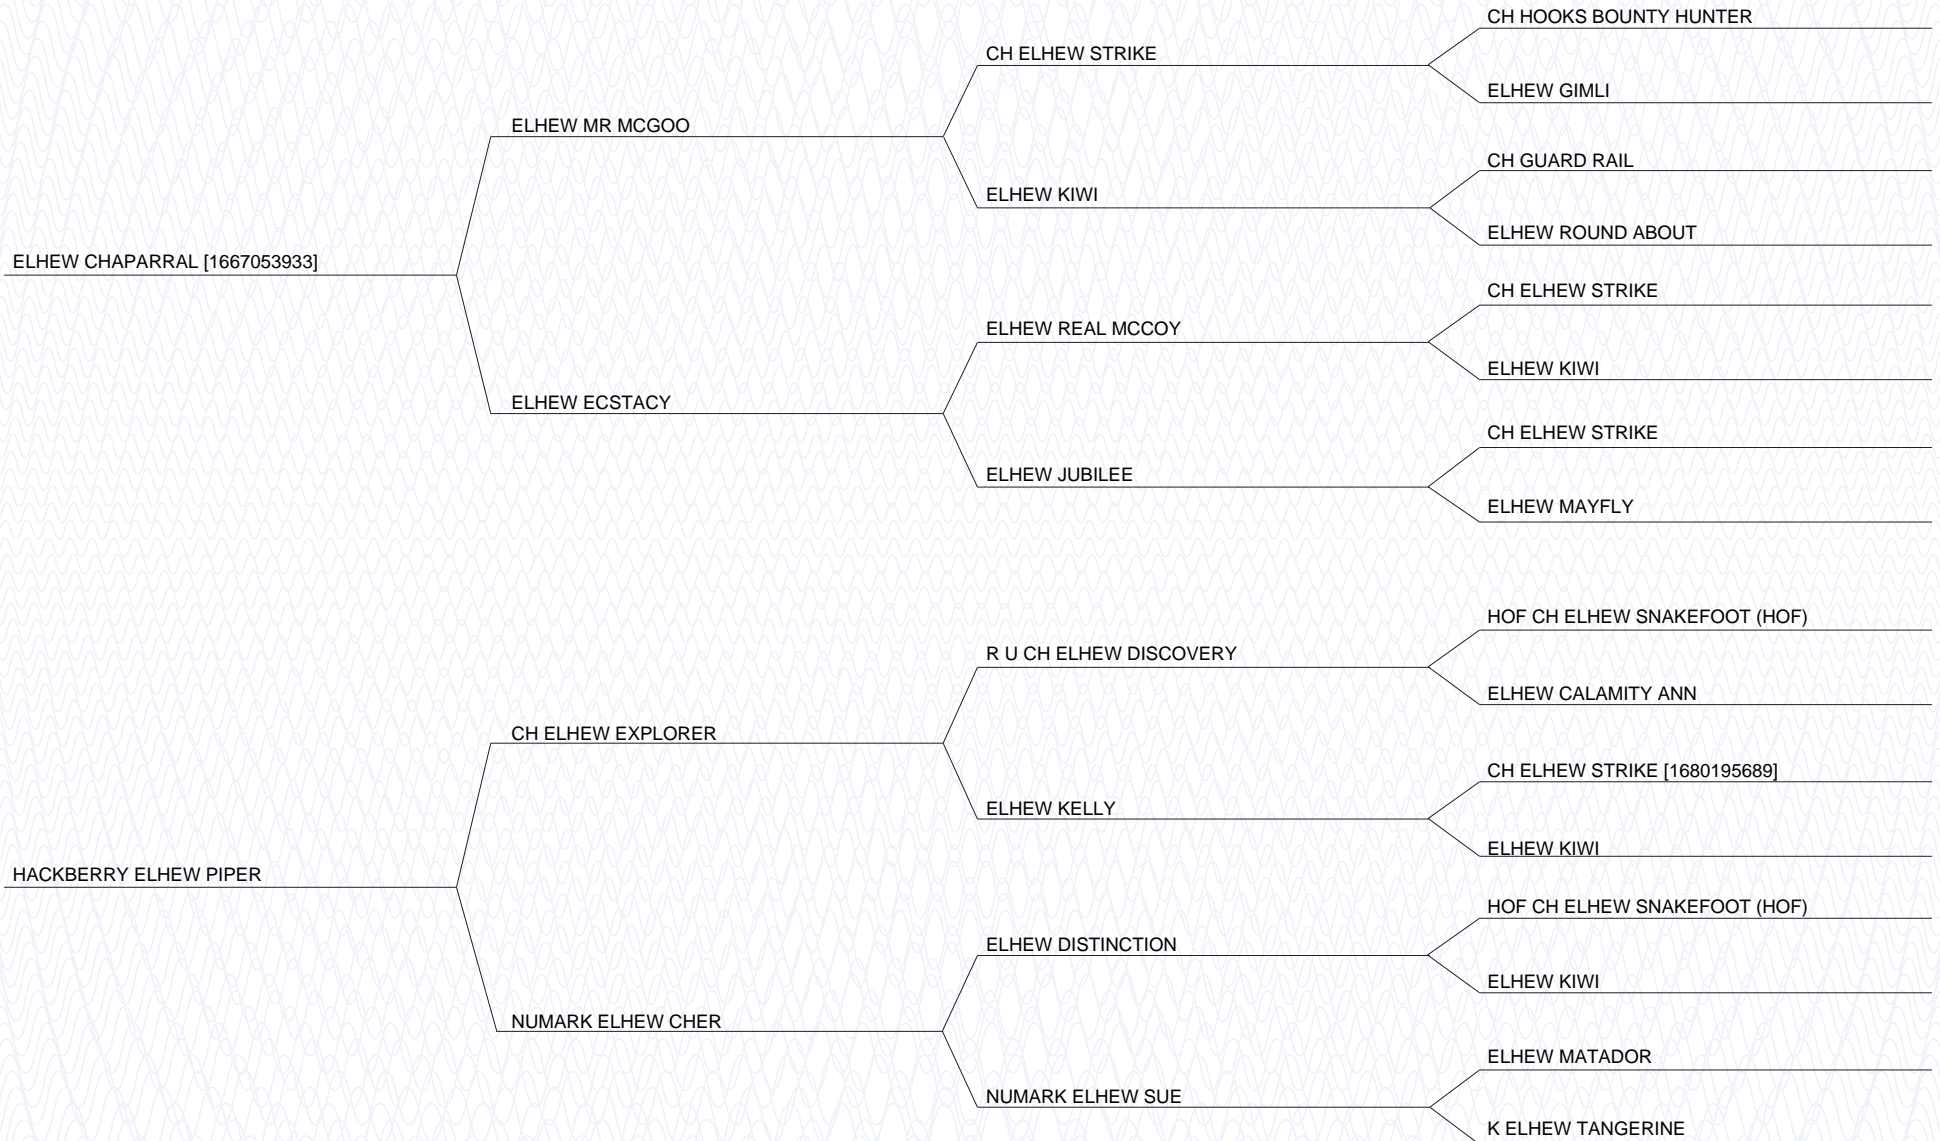 CH HOOKS BOUNTY HUNTER
CH ELHEW STRIKE
ELHEW GIMLI
ELHEW MR MCGOO
CH GUARD RAIL
ELHEW KIWI
ELHEW ROUND ABOUT
ELHEW CHAPARRAL [1667053933]
CH ELHEW STRIKE
ELHEW REAL MCCOY
ELHEW KIWI
ELHEW ECSTACY
CH ELHEW STRIKE
ELHEW JUBILEE
ELHEW MAYFLY
HOF CH ELHEW SNAKEFOOT (HOF)
R U CH ELHEW DISCOVERY
ELHEW CALAMITY ANN
CH ELHEW EXPLORER
CH ELHEW STRIKE [1680195689]
ELHEW KELLY
ELHEW KIWI
HACKBERRY ELHEW PIPER
HOF CH ELHEW SNAKEFOOT (HOF)
ELHEW DISTINCTION
ELHEW KIWI
NUMARK ELHEW CHER
ELHEW MATADOR
NUMARK ELHEW SUE
K ELHEW TANGERINE